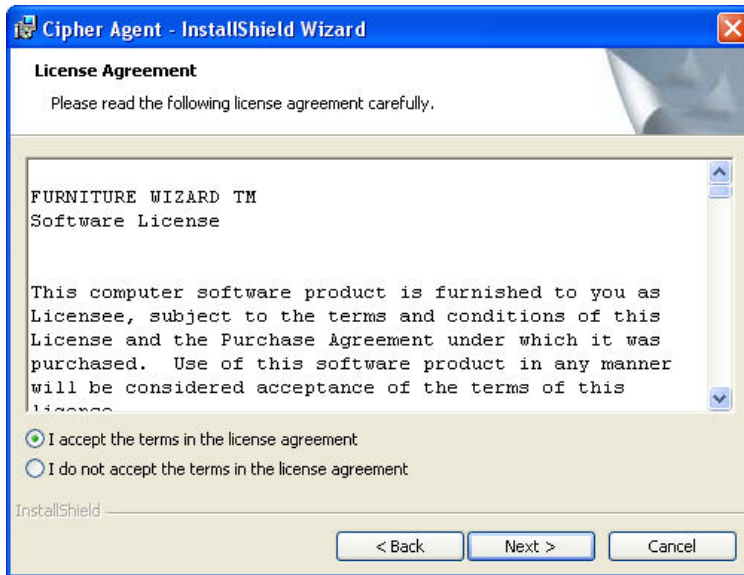 Cipher Agent - InstallShield Wizard
License Agreement
Please read the following license agreement carefully.
FURNITURE WIZARD TM
Software License
This computer software product is furnished to you as
Licensee, subject to the terms and conditions of this
License and the Purchase Agreement under which it was
purchased.  Use of this software product in any manner
will be considered acceptance of the terms of this
license
I accept the terms in the license agreement
I do not accept the terms in the license agreement
InstallShield
< Back
Next >
Cancel